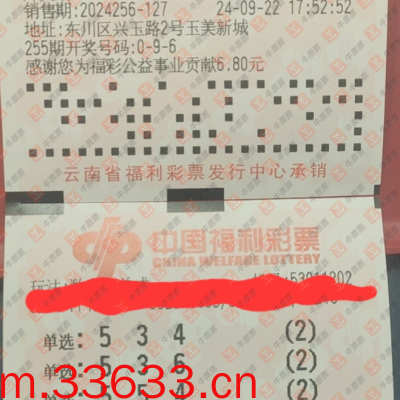 销售期:2024256-127 24-09-22 17:52:52
地址:东川区兴玉路2号玉美新城
255期开奖号码:0-9-6
感谢您为福彩公益事业贡献6.80元
云南省福利彩票发行中心承销
中国福利彩票
CHINA WELFARE LOTTERY
单选: 5 3 4 (2)
单选: 5 3 6 (2)
m.33633.cn